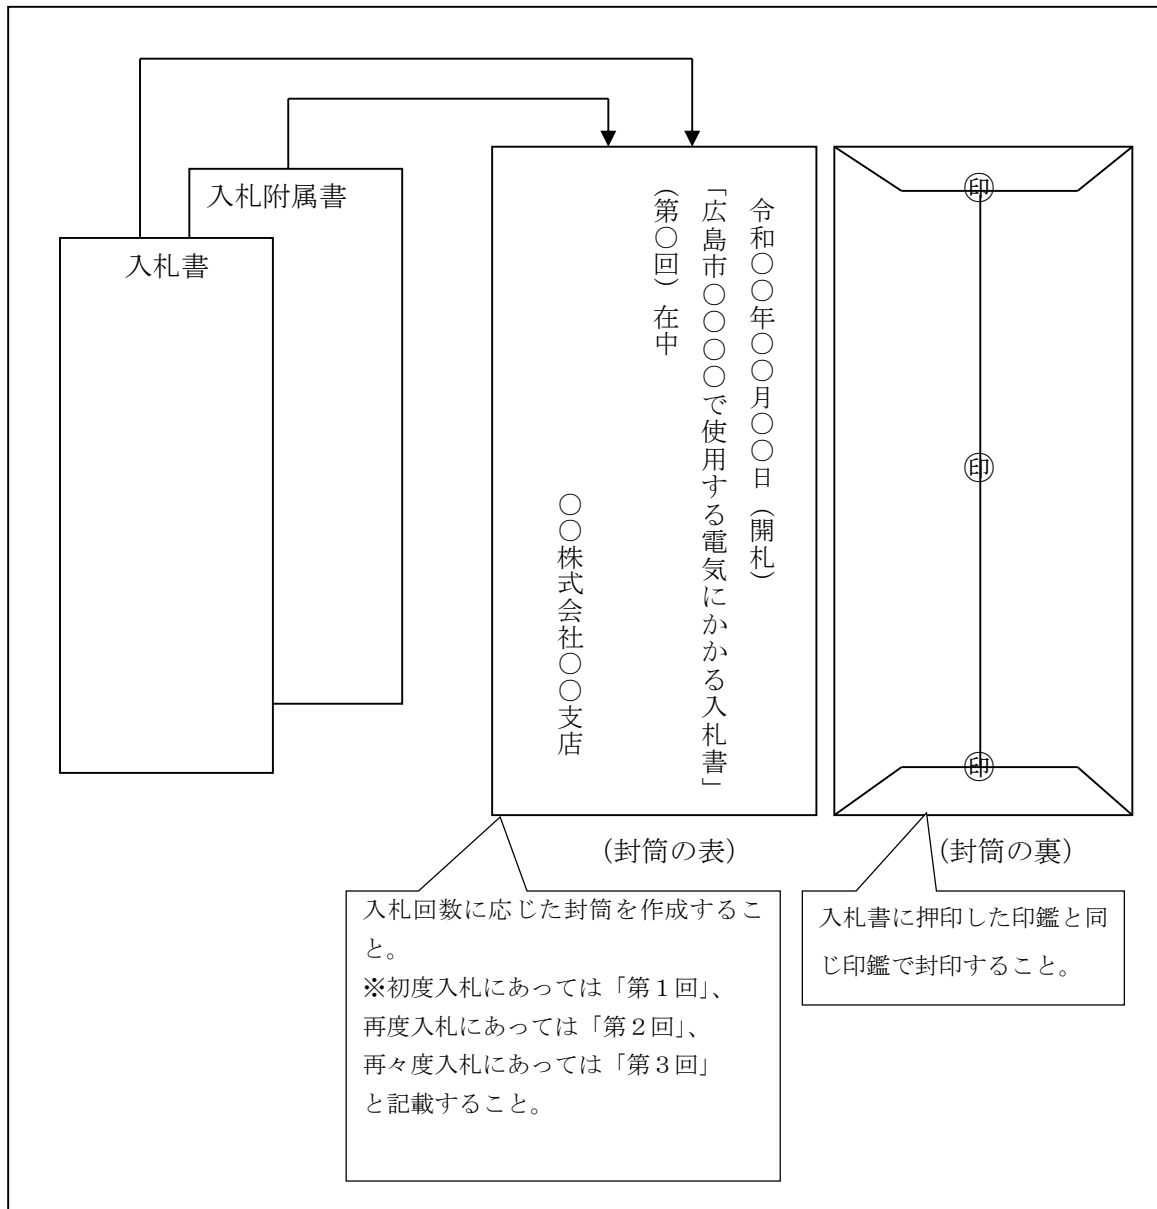 入札附属書
入札書
令和〇〇年〇〇月〇〇日(開札)
「広島市〇〇〇〇で使用する電気にかかる入札書」
(第〇回)在中
〇〇株式会社〇〇支店
㊞
㊞
㊞
(封筒の表)
(封筒の裏)
入札回数に応じた封筒を作成するこ
と。
※初度入札にあっては「第1回」、
再度入札にあっては「第2回」、
再々度入札にあっては「第3回」
と記載すること。
入札書に押印した印鑑と同
じ印鑑で封印すること。